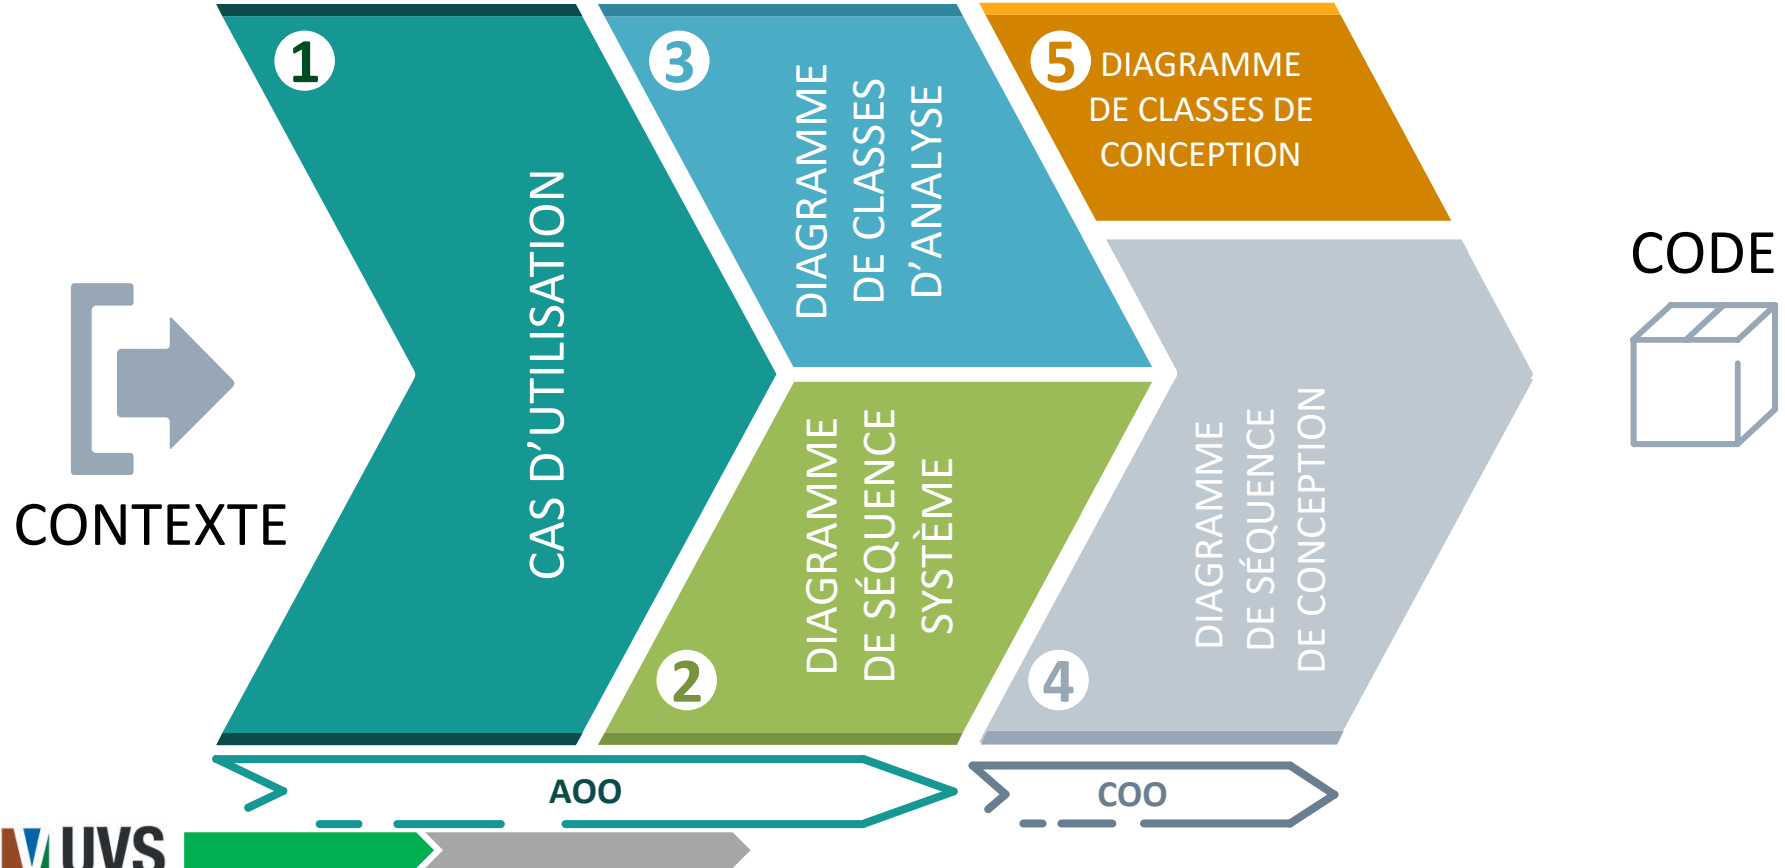 1
CAS D’UTILISATION
3
DIAGRAMME
DE CLASSES
D’ANALYSE
5
DIAGRAMME
DE CLASSES DE
CONCEPTION
2
DIAGRAMME
DE SÉQUENCE
SYSTÈME
4
DIAGRAMME
DE SÉQUENCE
DE CONCEPTION
CONTEXTE
CODE
AOO
COO
UVS